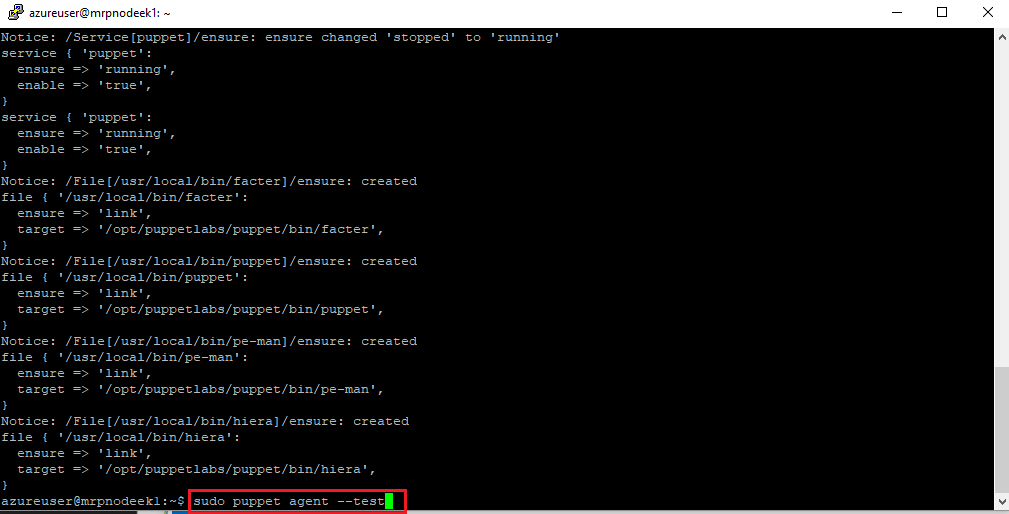 azureuser@mrpnodeek1: ~
Notice: /Service[puppet]/ensure: ensure changed 'stopped' to 'running'
service { 'puppet':
  ensure => 'running',
  enable => 'true',
}
service { 'puppet':
  ensure => 'running',
  enable => 'true',
}
Notice: /File[/usr/local/bin/facter]/ensure: created
file { '/usr/local/bin/facter':
  ensure => 'link',
  target => '/opt/puppetlabs/puppet/bin/facter',
}
Notice: /File[/usr/local/bin/puppet]/ensure: created
file { '/usr/local/bin/puppet':
  ensure => 'link',
  target => '/opt/puppetlabs/puppet/bin/puppet',
}
Notice: /File[/usr/local/bin/pe-man]/ensure: created
file { '/usr/local/bin/pe-man':
  ensure => 'link',
  target => '/opt/puppetlabs/puppet/bin/pe-man',
}
Notice: /File[/usr/local/bin/hiera]/ensure: created
file { '/usr/local/bin/hiera':
  ensure => 'link',
  target => '/opt/puppetlabs/puppet/bin/hiera',
}
azureuser@mrpnodeek1:~$ sudo puppet agent --test